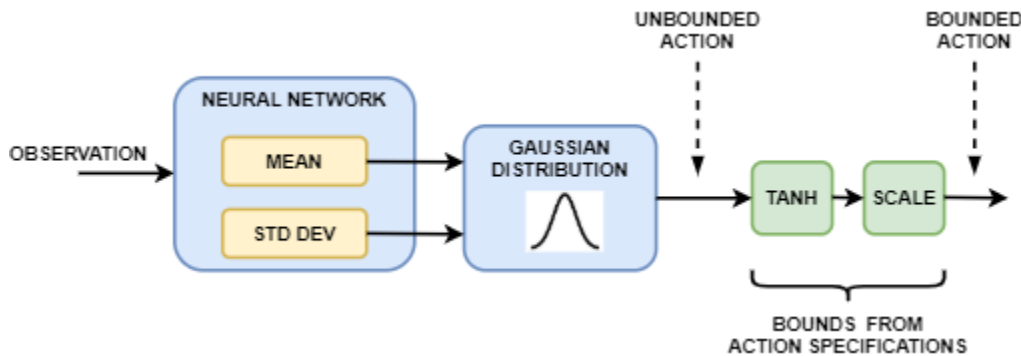 UNBOUNDED
ACTION
BOUNDED
ACTION
NEURAL NETWORK
OBSERVATION
MEAN
STD DEV
GAUSSIAN
DISTRIBUTION
TANH
SCALE
BOUNDS FROM
ACTION SPECIFICATIONS